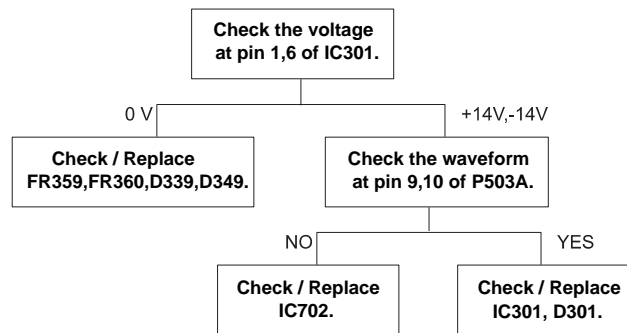 Check the voltage
at pin 1,6 of IC301.
0 V
+14V,-14V
Check / Replace
FR359,FR360,D339,D349.
Check the waveform
at pin 9,10 of P503A.
NO
YES
Check / Replace
IC702.
Check / Replace
IC301, D301.